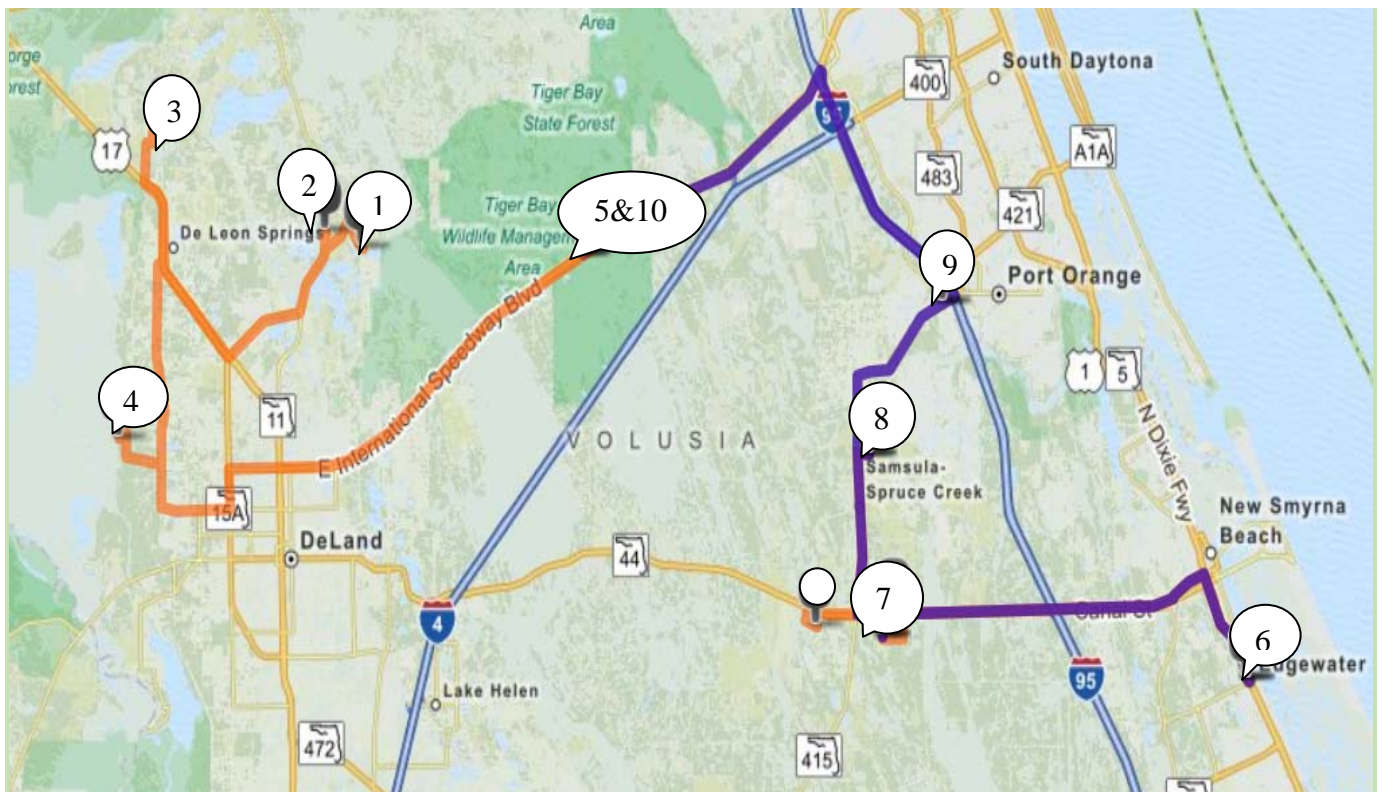 Area
orge
orest
Tiger Bay
State Forest
3
17
95
400
South Daytona
A1A
483
421
2
1
De Leon Springs
Tiger Bay
Wildlife Managem
Area
5&10
9
Port Orange
E International Speedway Blvd
4
11
1
5
N Dixie Fwy
VOLUSIA
8
Samsula-
Spruce Creek
15A
DeLand
44
New Smyrna
Beach
7
Canal St
4
6
Edgewater
95
Lake Helen
472
415